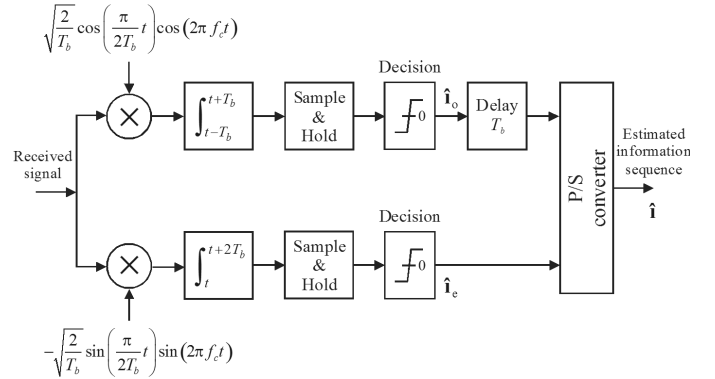 √(2/T_b) cos(π/(2T_b) t) cos(2π f_c t)
Decision
∫_{t−T_b}^{t+T_b}
Sample
&
Hold
0
î_o
Delay
T_b
Received
signal
P/S
converter
Estimated
information
sequence
î
Decision
∫_{t}^{t+2T_b}
Sample
&
Hold
0
î_e
−√(2/T_b) sin(π/(2T_b) t) sin(2π f_c t)